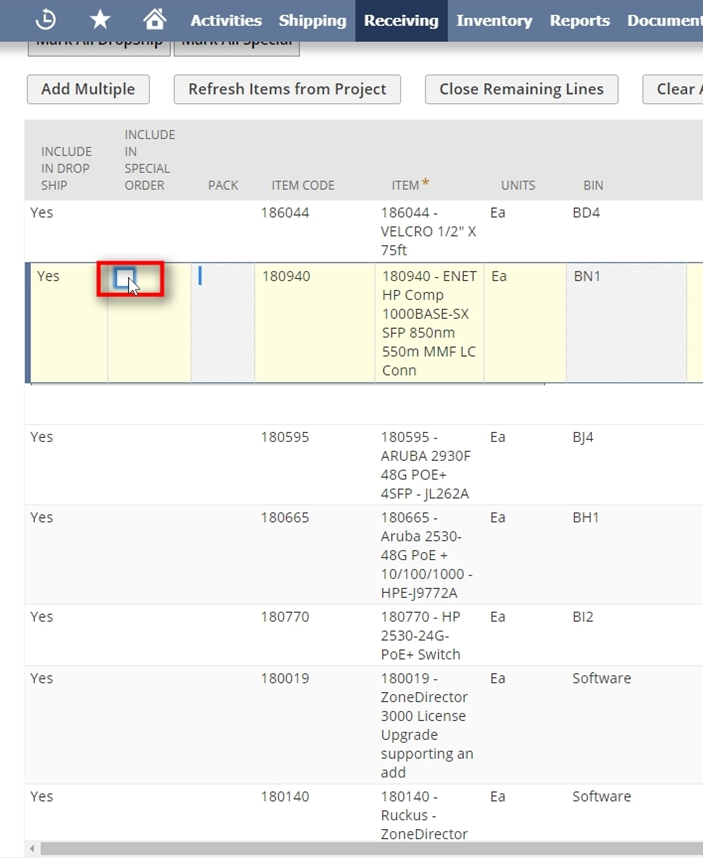 Activities Shipping Receiving Inventory Reports Document
Mark All DropShip Mark All Special
Add Multiple Refresh Items from Project Close Remaining Lines Clear A
INCLUDE IN DROP SHIP INCLUDE IN SPECIAL ORDER PACK ITEM CODE ITEM* UNITS BIN
Yes 186044 186044 - Ea BD4
VELCRO 1/2" X
75ft
Yes 180940 180940 - ENET Ea BN1
HP Comp
1000BASE-SX
SFP 850nm
550m MMF LC
Conn
Yes 180595 180595 - Ea BJ4
ARUBA 2930F
48G POE+
4SFP - JL262A
Yes 180665 180665 - Ea BH1
Aruba 2530-
48G PoE +
10/100/1000 -
HPE-J9772A
Yes 180770 180770 - HP Ea BI2
2530-24G-
PoE+ Switch
Yes 180019 180019 - Ea Software
ZoneDirector
3000 License
Upgrade
supporting an
add
Yes 180140 180140 - Ea Software
Ruckus -
ZoneDirector